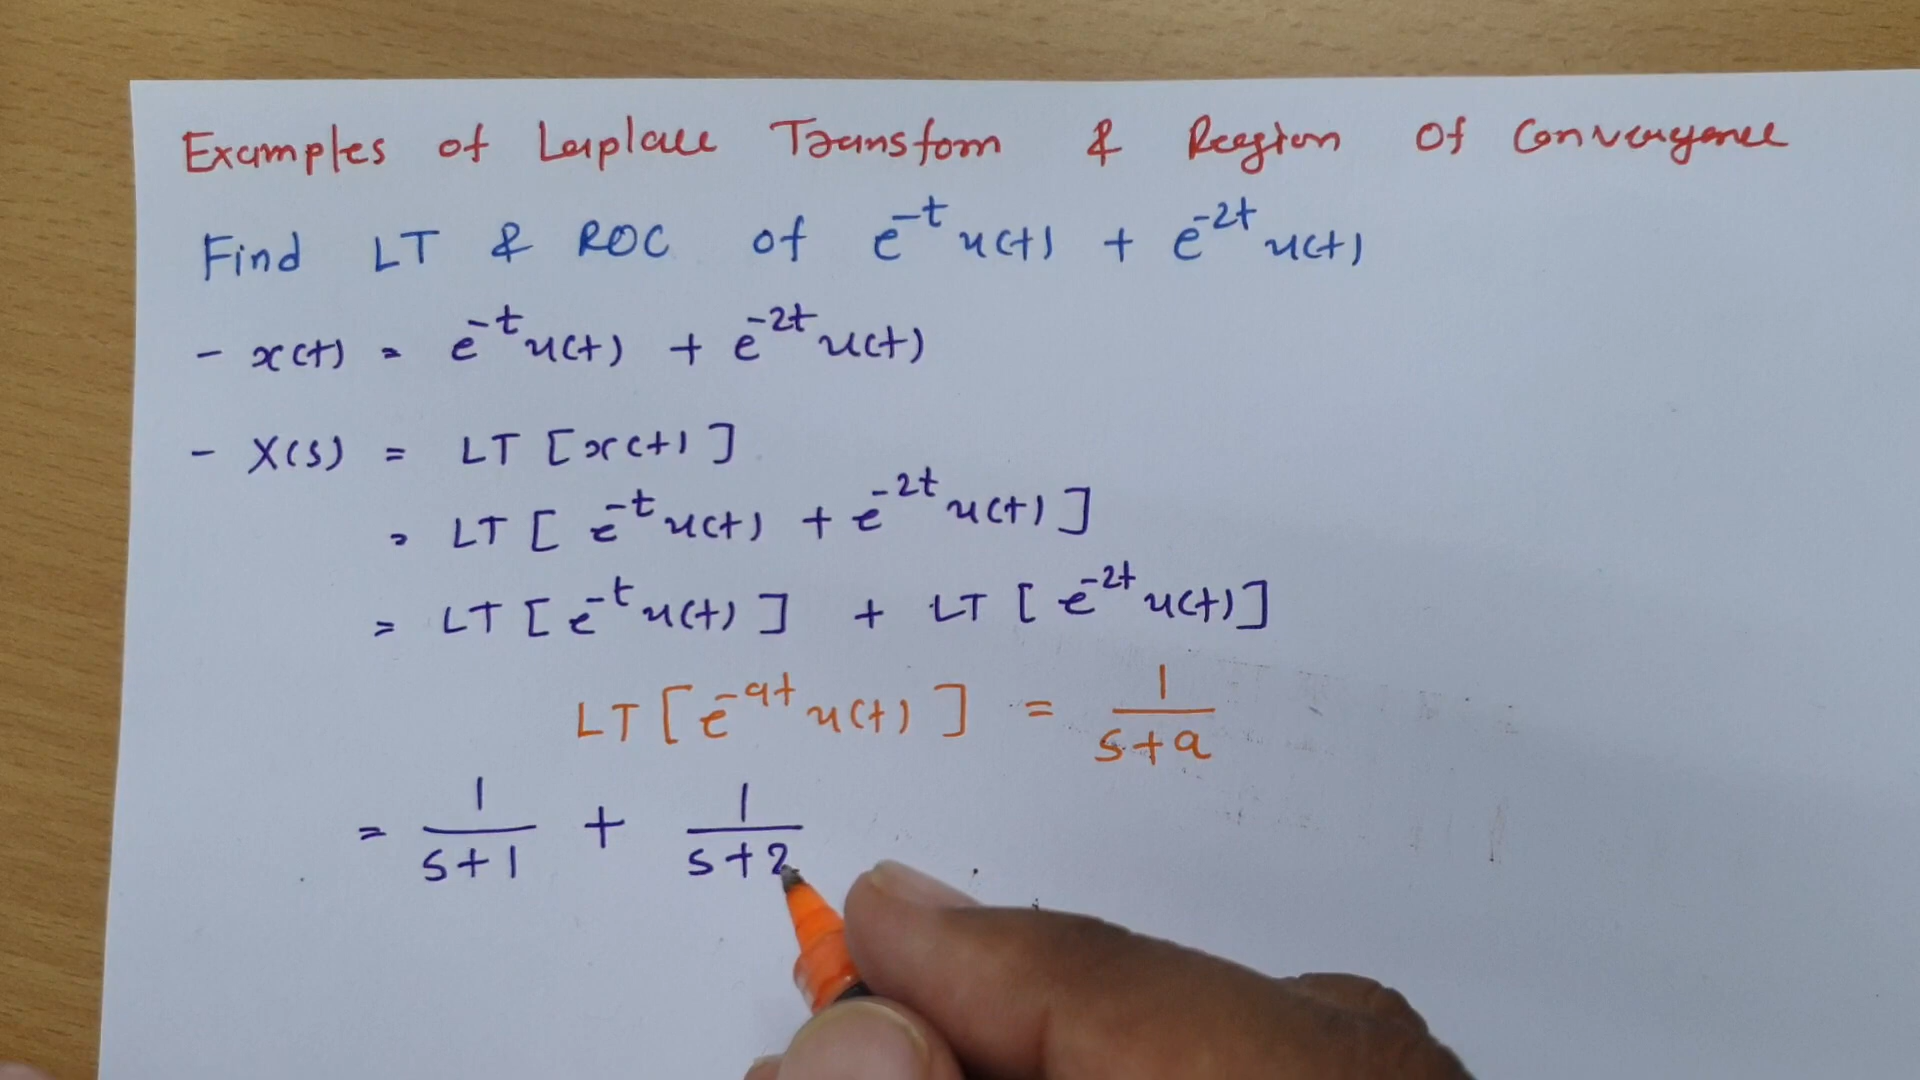 Examples of Laplace Transform & Region Of Convergence
Find LT & ROC of e^-t u(t) + e^-2t u(t)
- x(t) = e^-t u(t) + e^-2t u(t)
- X(s) = LT [x(t)]
= LT [e^-t u(t) + e^-2t u(t)]
= LT [e^-t u(t)] + LT [e^-2t u(t)]
LT [e^-at u(t)] = 1/(s+a)
= 1/(s+1) + 1/(s+2)